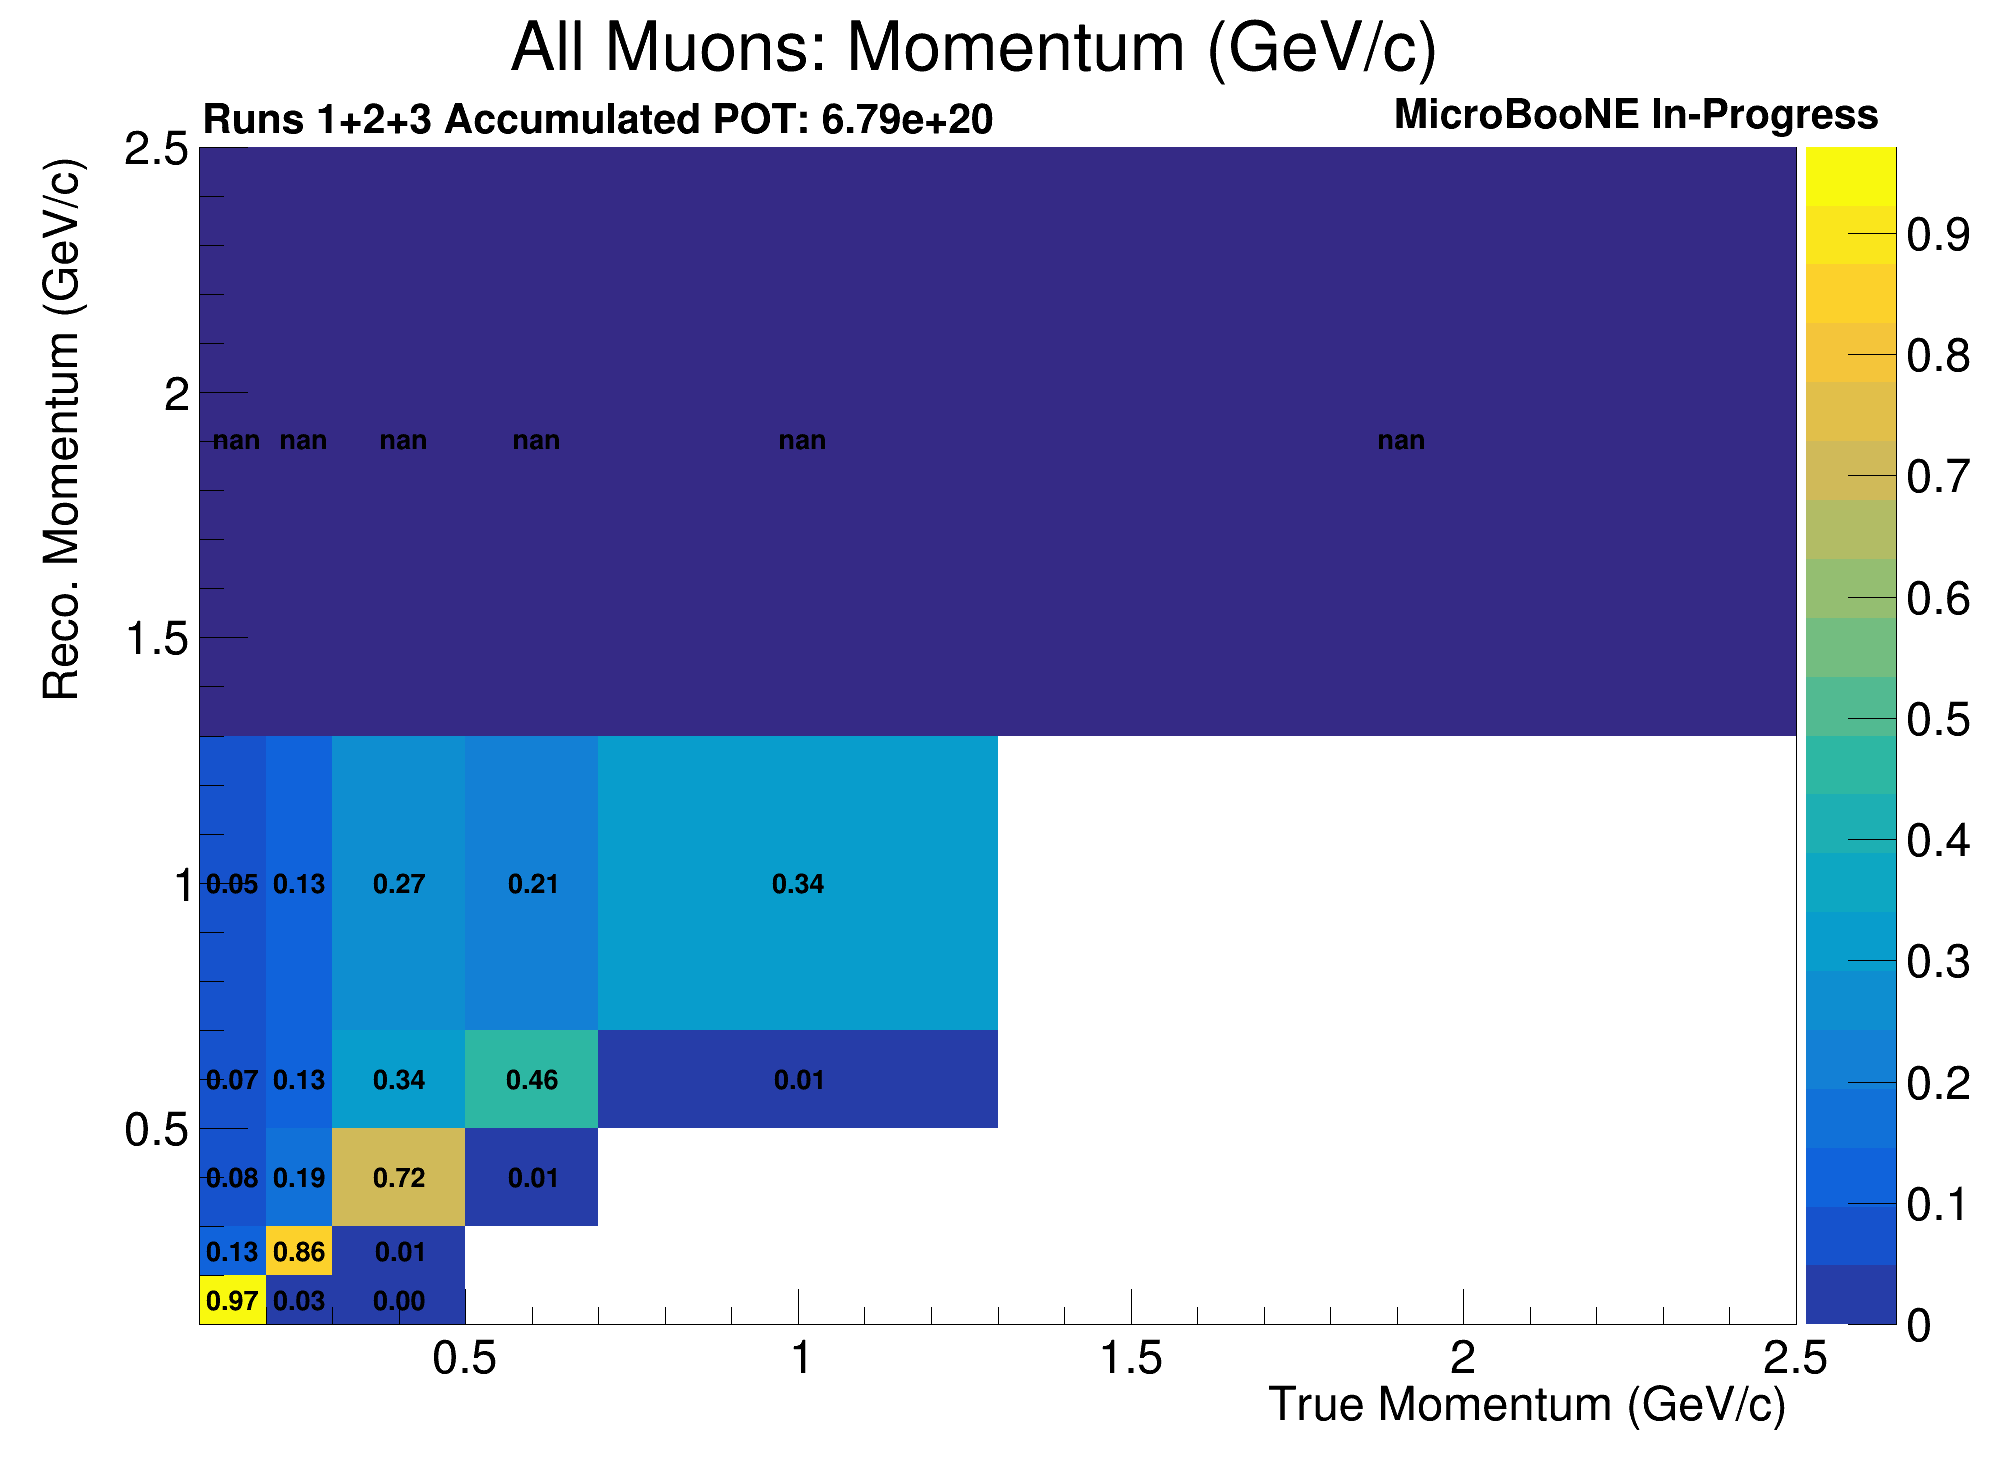 All Muons: Momentum (GeV/c)
Runs 1+2+3 Accumulated POT: 6.79e+20
MicroBooNE In-Progress
Reco. Momentum (GeV/c)
2.5
2
1.5
1
0.5
nan nan nan nan nan nan
0.05 0.13 0.27 0.21 0.34
0.07 0.13 0.34 0.46 0.01
0.08 0.19 0.72 0.01
0.13 0.86 0.01
0.97 0.03 0.00
0.5 1 1.5 2 2.5
True Momentum (GeV/c)
0.9
0.8
0.7
0.6
0.5
0.4
0.3
0.2
0.1
0